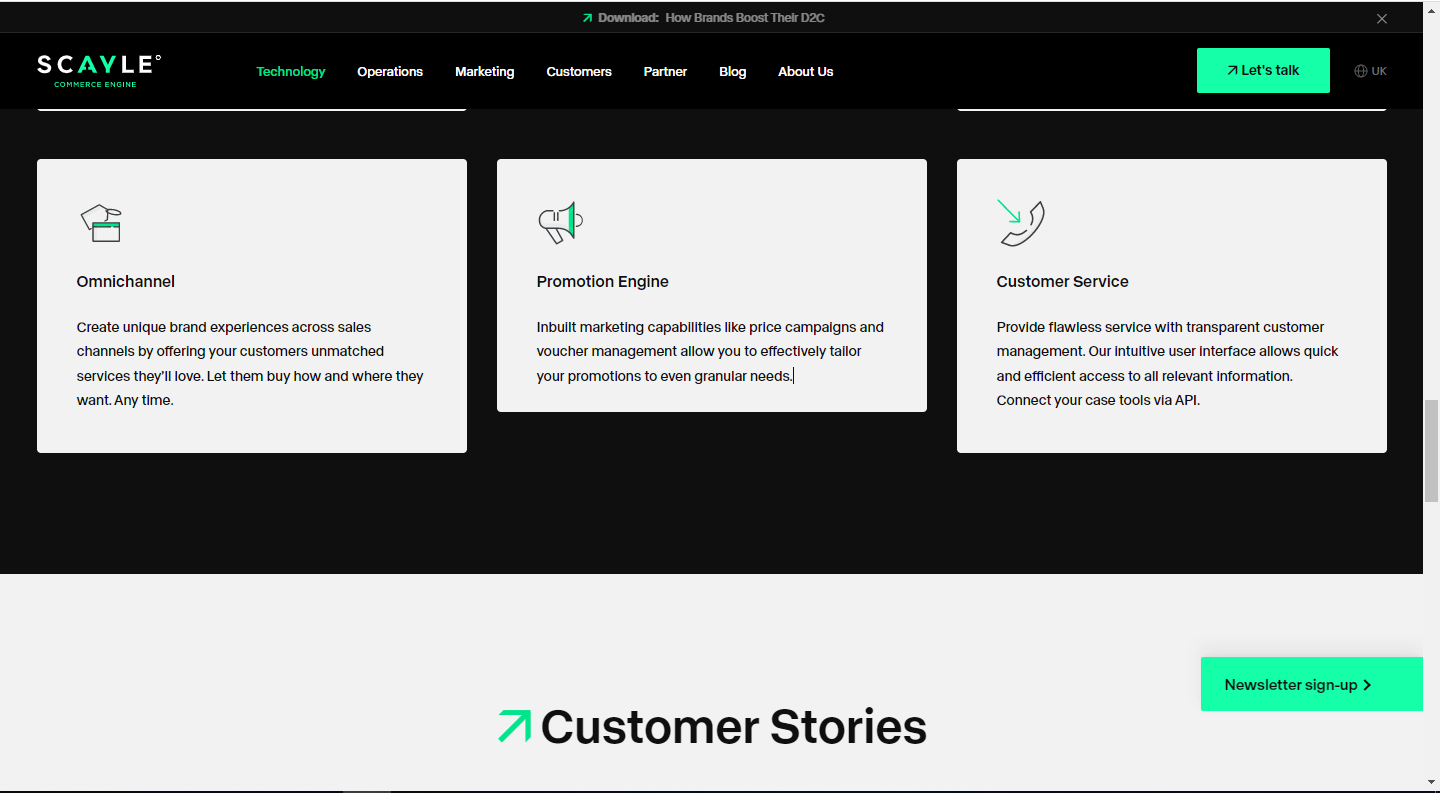 Download: How Brands Boost Their D2C
SCAYLE
COMMERCE ENGINE
Technology
Operations
Marketing
Customers
Partner
Blog
About Us
Let's talk
UK
Omnichannel
Create unique brand experiences across sales
channels by offering your customers unmatched
services they'll love. Let them buy how and where they
want. Any time.
Promotion Engine
Inbuilt marketing capabilities like price campaigns and
voucher management allow you to effectively tailor
your promotions to even granular needs.
Customer Service
Provide flawless service with transparent customer
management. Our intuitive user interface allows quick
and efficient access to all relevant information.
Connect your case tools via API.
Newsletter sign-up
Customer Stories